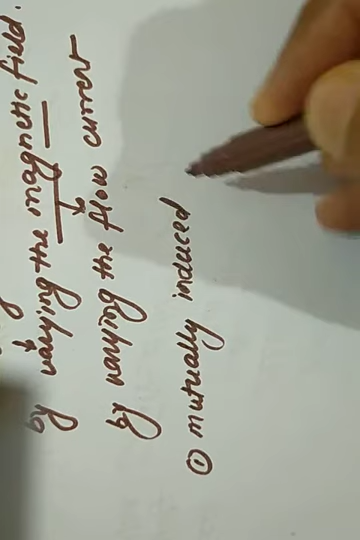 by varying the magnetic field.
by varying the flow current
① mutually induced